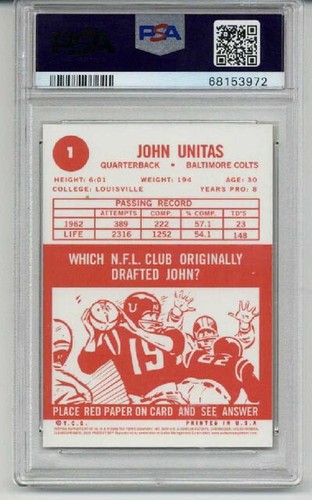 PSA
68153972
1
JOHN UNITAS
QUARTERBACK • BALTIMORE COLTS
HEIGHT: 6:01 WEIGHT: 194 AGE: 30
COLLEGE: LOUISVILLE YEARS PRO: 8
PASSING RECORD
ATTEMPTS COMP. % COMP. TD'S
1962 389 222 57.1 23
LIFE 2316 1252 54.1 148
WHICH N.F.L. CLUB ORIGINALLY
DRAFTED JOHN?
U
19
22
PLACE RED PAPER ON CARD AND SEE ANSWER
©T.C.G. PRINTED IN U.S.A.